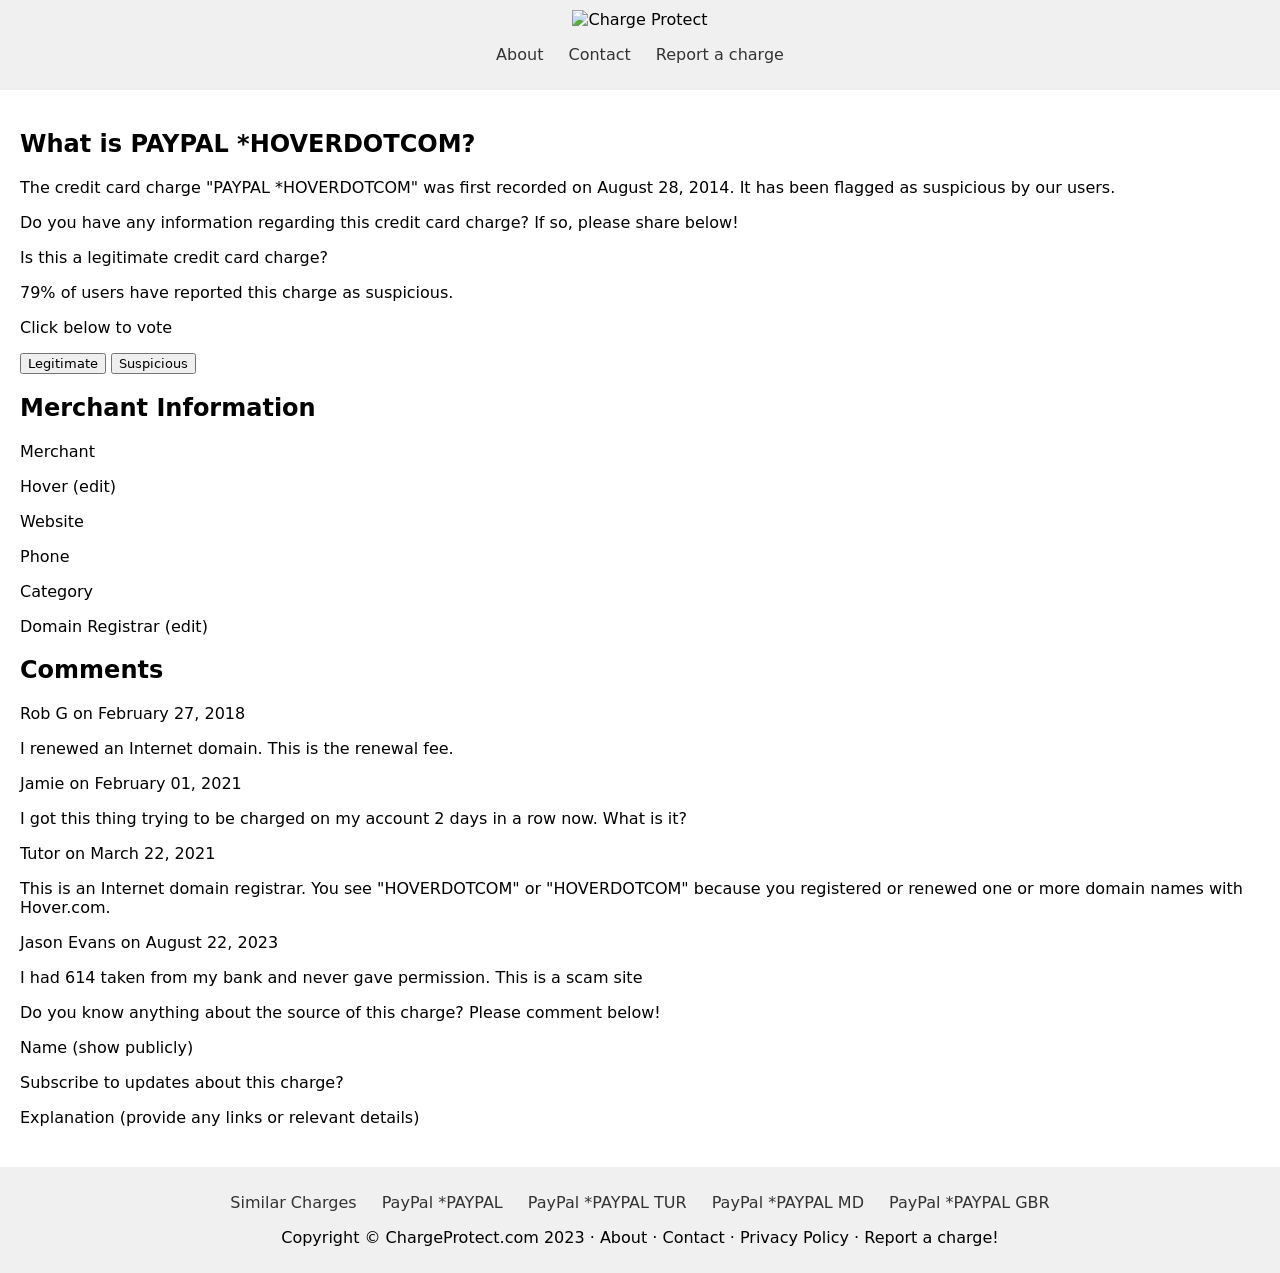 Charge Protect
About Contact Report a charge
What is PAYPAL *HOVERDOTCOM?
The credit card charge "PAYPAL *HOVERDOTCOM" was first recorded on August 28, 2014. It has been flagged as suspicious by our users.
Do you have any information regarding this credit card charge? If so, please share below!
Is this a legitimate credit card charge?
79% of users have reported this charge as suspicious.
Click below to vote
Legitimate Suspicious
Merchant Information
Merchant
Hover (edit)
Website
Phone
Category
Domain Registrar (edit)
Comments
Rob G on February 27, 2018
I renewed an Internet domain. This is the renewal fee.
Jamie on February 01, 2021
I got this thing trying to be charged on my account 2 days in a row now. What is it?
Tutor on March 22, 2021
This is an Internet domain registrar. You see "HOVERDOTCOM" or "HOVERDOTCOM" because you registered or renewed one or more domain names with
Hover.com.
Jason Evans on August 22, 2023
I had 614 taken from my bank and never gave permission. This is a scam site
Do you know anything about the source of this charge? Please comment below!
Name (show publicly)
Subscribe to updates about this charge?
Explanation (provide any links or relevant details)
Similar Charges PayPal *PAYPAL PayPal *PAYPAL TUR PayPal *PAYPAL MD PayPal *PAYPAL GBR
Copyright © ChargeProtect.com 2023 · About · Contact · Privacy Policy · Report a charge!